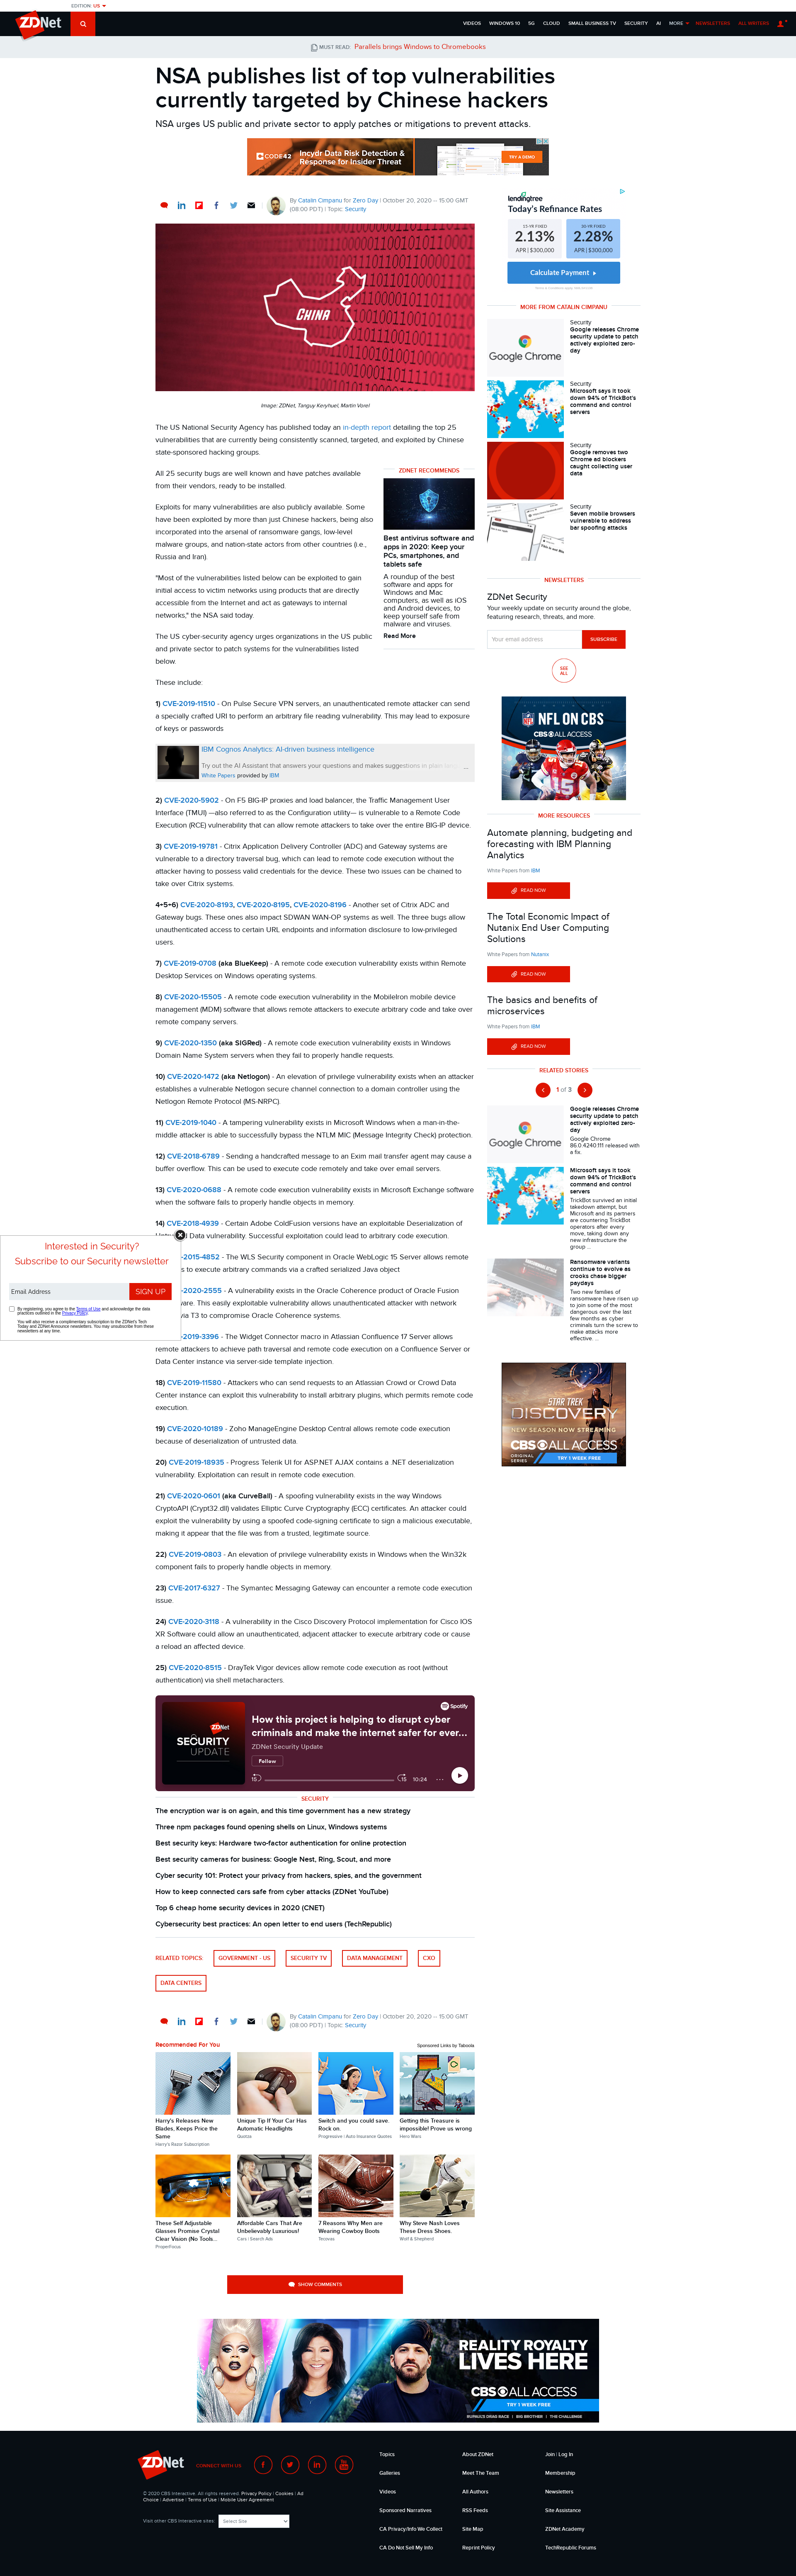 EDITION: US
ZDNet
VIDEOS WINDOWS 10 5G CLOUD SMALL BUSINESS TV SECURITY AI MORE NEWSLETTERS ALL WRITERS
MUST READ: Parallels brings Windows to Chromebooks
NSA publishes list of top vulnerabilities
currently targeted by Chinese hackers
NSA urges US public and private sector to apply patches or mitigations to prevent attacks.
CODE42
Incydr Data Risk Detection &
Response for Insider Threat
TRY A DEMO
By Catalin Cimpanu for Zero Day | October 20, 2020 -- 15:00 GMT
(08:00 PDT) | Topic: Security
CHINA
Image: ZDNet, Tanguy Keryhuel, Martin Vorel
The US National Security Agency has published today an in-depth report detailing the top 25
vulnerabilities that are currently being consistently scanned, targeted, and exploited by Chinese
state-sponsored hacking groups.
All 25 security bugs are well known and have patches available
from their vendors, ready to be installed.
Exploits for many vulnerabilities are also publicly available. Some
have been exploited by more than just Chinese hackers, being also
incorporated into the arsenal of ransomware gangs, low-level
malware groups, and nation-state actors from other countries (i.e.,
Russia and Iran).
"Most of the vulnerabilities listed below can be exploited to gain
initial access to victim networks using products that are directly
accessible from the Internet and act as gateways to internal
networks," the NSA said today.
The US cyber-security agency urges organizations in the US public
and private sector to patch systems for the vulnerabilities listed
below.
These include:
ZDNET RECOMMENDS
Best antivirus software and
apps in 2020: Keep your
PCs, smartphones, and
tablets safe
A roundup of the best
software and apps for
Windows and Mac
computers, as well as iOS
and Android devices, to
keep yourself safe from
malware and viruses.
Read More
1) CVE-2019-11510 - On Pulse Secure VPN servers, an unauthenticated remote attacker can send
a specially crafted URI to perform an arbitrary file reading vulnerability. This may lead to exposure
of keys or passwords
IBM Cognos Analytics: AI-driven business intelligence
Try out the AI Assistant that answers your questions and makes suggestions in plain
...
White Papers provided by IBM
2) CVE-2020-5902 - On F5 BIG-IP proxies and load balancer, the Traffic Management User
Interface (TMUI) —also referred to as the Configuration utility— is vulnerable to a Remote Code
Execution (RCE) vulnerability that can allow remote attackers to take over the entire BIG-IP device.
3) CVE-2019-19781 - Citrix Application Delivery Controller (ADC) and Gateway systems are
vulnerable to a directory traversal bug, which can lead to remote code execution without the
attacker having to possess valid credentials for the device. These two issues can be chained to
take over Citrix systems.
4+5+6) CVE-2020-8193, CVE-2020-8195, CVE-2020-8196 - Another set of Citrix ADC and
Gateway bugs. These ones also impact SDWAN WAN-OP systems as well. The three bugs allow
unauthenticated access to certain URL endpoints and information disclosure to low-privileged
users.
7) CVE-2019-0708 (aka BlueKeep) - A remote code execution vulnerability exists within Remote
Desktop Services on Windows operating systems.
8) CVE-2020-15505 - A remote code execution vulnerability in the MobileIron mobile device
management (MDM) software that allows remote attackers to execute arbitrary code and take over
remote company servers.
9) CVE-2020-1350 (aka SIGRed) - A remote code execution vulnerability exists in Windows
Domain Name System servers when they fail to properly handle requests.
10) CVE-2020-1472 (aka Netlogon) - An elevation of privilege vulnerability exists when an attacker
establishes a vulnerable Netlogon secure channel connection to a domain controller using the
Netlogon Remote Protocol (MS-NRPC).
11) CVE-2019-1040 - A tampering vulnerability exists in Microsoft Windows when a man-in-the-
middle attacker is able to successfully bypass the NTLM MIC (Message Integrity Check) protection.
12) CVE-2018-6789 - Sending a handcrafted message to an Exim mail transfer agent may cause a
buffer overflow. This can be used to execute code remotely and take over email servers.
13) CVE-2020-0688 - A remote code execution vulnerability exists in Microsoft Exchange software
when the software fails to properly handle objects in memory.
14) CVE-2018-4939 - Certain Adobe ColdFusion versions have an exploitable Deserialization of
Data vulnerability. Successful exploitation could lead to arbitrary code execution.
-2015-4852 - The WLS Security component in Oracle WebLogic 15 Server allows remote
to execute arbitrary commands via a crafted serialized Java object
-2020-2555 - A vulnerability exists in the Oracle Coherence product of Oracle Fusion
ware. This easily exploitable vulnerability allows unauthenticated attacker with network
via T3 to compromise Oracle Coherence systems.
-2019-3396 - The Widget Connector macro in Atlassian Confluence 17 Server allows
remote attackers to achieve path traversal and remote code execution on a Confluence Server or
Data Center instance via server-side template injection.
18) CVE-2019-11580 - Attackers who can send requests to an Atlassian Crowd or Crowd Data
Center instance can exploit this vulnerability to install arbitrary plugins, which permits remote code
execution.
19) CVE-2020-10189 - Zoho ManageEngine Desktop Central allows remote code execution
because of deserialization of untrusted data.
20) CVE-2019-18935 - Progress Telerik UI for ASP.NET AJAX contains a .NET deserialization
vulnerability. Exploitation can result in remote code execution.
21) CVE-2020-0601 (aka CurveBall) - A spoofing vulnerability exists in the way Windows
CryptoAPI (Crypt32.dll) validates Elliptic Curve Cryptography (ECC) certificates. An attacker could
exploit the vulnerability by using a spoofed code-signing certificate to sign a malicious executable,
making it appear that the file was from a trusted, legitimate source.
22) CVE-2019-0803 - An elevation of privilege vulnerability exists in Windows when the Win32k
component fails to properly handle objects in memory.
23) CVE-2017-6327 - The Symantec Messaging Gateway can encounter a remote code execution
issue.
24) CVE-2020-3118 - A vulnerability in the Cisco Discovery Protocol implementation for Cisco IOS
XR Software could allow an unauthenticated, adjacent attacker to execute arbitrary code or cause
a reload an affected device.
25) CVE-2020-8515 - DrayTek Vigor devices allow remote code execution as root (without
authentication) via shell metacharacters.
Interested in Security?
Subscribe to our Security newsletter
Email Address
SIGN UP
By registering, you agree to the Terms of Use and acknowledge the data
practices outlined in the Privacy Policy.
You will also receive a complimentary subscription to the ZDNet's Tech
Today and ZDNet Announce newsletters. You may unsubscribe from these
newsletters at any time.
ZDNet
SECURITY
UPDATE
Spotify
How this project is helping to disrupt cyber
criminals and make the internet safer for ever...
ZDNet Security Update
Follow
15
15 10:24 ...
SECURITY
The encryption war is on again, and this time government has a new strategy
Three npm packages found opening shells on Linux, Windows systems
Best security keys: Hardware two-factor authentication for online protection
Best security cameras for business: Google Nest, Ring, Scout, and more
Cyber security 101: Protect your privacy from hackers, spies, and the government
How to keep connected cars safe from cyber attacks (ZDNet YouTube)
Top 6 cheap home security devices in 2020 (CNET)
Cybersecurity best practices: An open letter to end users (TechRepublic)
RELATED TOPICS: GOVERNMENT - US SECURITY TV DATA MANAGEMENT CXO
DATA CENTERS
By Catalin Cimpanu for Zero Day | October 20, 2020 -- 15:00 GMT
(08:00 PDT) | Topic: Security
Recommended For You
Sponsored Links by Taboola
Harry's Releases New
Blades, Keeps Price the
Same
Harry's Razor Subscription
Unique Tip If Your Car Has
Automatic Headlights
Switch and you could save.
Rock on.
Progressive | Auto Insurance Quotes
Getting this Treasure is
impossible! Prove us wrong
Hero Wars
These Self Adjustable
Glasses Promise Crystal
Clear Vision (No Tools...
ProperFocus
Affordable Cars That Are
Unbelievably Luxurious!
Cars | Search Ads
7 Reasons Why Men are
Wearing Cowboy Boots
Tecovas
Why Steve Nash Loves
These Dress Shoes.
Wolf & Shepherd
SHOW COMMENTS
lendingtree
Today's Refinance Rates
15-YR FIXED
2.13%
APR | $300,000
30-YR FIXED
2.28%
APR | $300,000
Calculate Payment
MORE FROM CATALIN CIMPANU
Google Chrome
Security
Google releases Chrome
security update to patch
actively exploited zero-
day
Security
Microsoft says it took
down 94% of TrickBot's
command and control
servers
Security
Google removes two
Chrome ad blockers
caught collecting user
data
Security
Seven mobile browsers
vulnerable to address
bar spoofing attacks
NEWSLETTERS
ZDNet Security
Your weekly update on security around the globe,
featuring research, threats, and more.
Your email address
SUBSCRIBE
SEE
ALL
NFL ON CBS
CBS ALL ACCESS
MORE RESOURCES
Automate planning, budgeting and
forecasting with IBM Planning
Analytics
White Papers from IBM
READ NOW
The Total Economic Impact of
Nutanix End User Computing
Solutions
White Papers from Nutanix
READ NOW
The basics and benefits of
microservices
White Papers from IBM
READ NOW
RELATED STORIES
1 of 3
Google Chrome
Google releases Chrome
security update to patch
actively exploited zero-
day
Google Chrome
86.0.4240.111 released with
a fix.
Microsoft says it took
down 94% of TrickBot's
command and control
servers
TrickBot survived an initial
takedown attempt, but
Microsoft and its partners
are countering TrickBot
operators after every
move, taking down any
new infrastructure the
group ...
Ransomware variants
continue to evolve as
crooks chase bigger
paydays
Two new families of
ransomware have risen up
to join some of the most
dangerous over the last
few months as cyber
criminals turn the screw to
make attacks more
effective. ...
STAR TREK
DISCOVERY
NEW SEASON NOW STREAMING
CBS ALL ACCESS
ORIGINAL
SERIES
TRY 1 WEEK FREE
REALITY ROYALTY
LIVES HERE
CBS ALL ACCESS
TRY 1 WEEK FREE
RUPAUL'S DRAG RACE | BIG BROTHER | THE CHALLENGE
ZDNet
CONNECT WITH US
© 2020 CBS Interactive. All rights reserved. Privacy Policy | Cookies | Ad
Choice | Advertise | Terms of Use | Mobile User Agreement
Visit other CBS Interactive sites: Select Site
Topics
Galleries
Videos
Sponsored Narratives
CA Privacy/Info We Collect
CA Do Not Sell My Info
About ZDNet
Meet The Team
All Authors
RSS Feeds
Site Map
Reprint Policy
Join | Log In
Membership
Newsletters
Site Assistance
ZDNet Academy
TechRepublic Forums